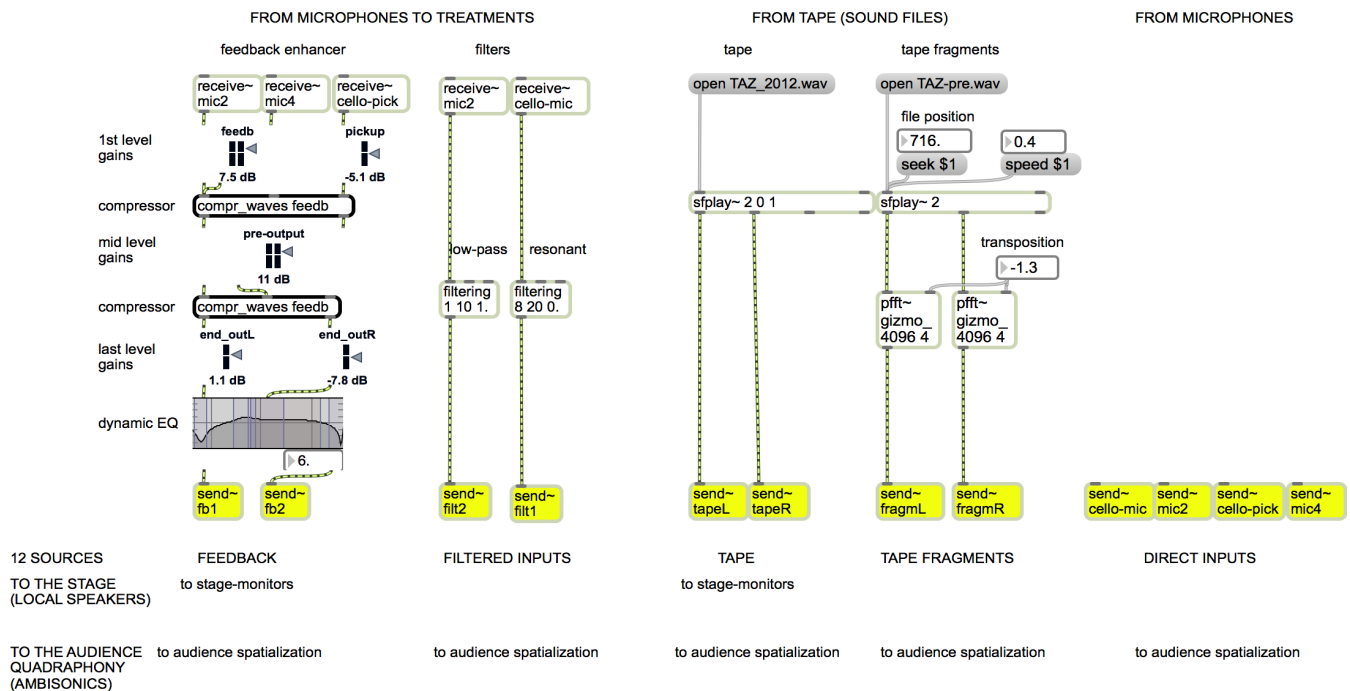 FROM MICROPHONES TO TREATMENTS
FROM TAPE (SOUND FILES)
FROM MICROPHONES
feedback enhancer
filters
tape
tape fragments
receive~
mic2
receive~
mic4
receive~
cello-pick
receive~
mic2
receive~
cello-mic
open TAZ_2012.wav
open TAZ-pre.wav
file position
716.
0.4
seek $1
speed $1
1st level
gains
feedb
pickup
7.5 dB
-5.1 dB
compressor
compr_waves feedb
sfplay~ 2 0 1
sfplay~ 2
mid level
gains
pre-output
11 dB
low-pass
resonant
transposition
-1.3
compressor
compr_waves feedb
filtering
1 10 1.
filtering
8 20 0.
pfft~
gizmo_
4096 4
pfft~
gizmo_
4096 4
last level
gains
end_outL
end_outR
1.1 dB
-7.8 dB
dynamic EQ
6.
send~
fb1
send~
fb2
send~
filt2
send~
filt1
send~
tapeL
send~
tapeR
send~
fragmL
send~
fragmR
send~
cello-mic
send~
mic2
send~
cello-pick
send~
mic4
12 SOURCES
FEEDBACK
FILTERED INPUTS
TAPE
TAPE FRAGMENTS
DIRECT INPUTS
TO THE STAGE
(LOCAL SPEAKERS)
to stage-monitors
to stage-monitors
TO THE AUDIENCE
QUADRAPHONY
(AMBISONICS)
to audience spatialization
to audience spatialization
to audience spatialization
to audience spatialization
to audience spatialization